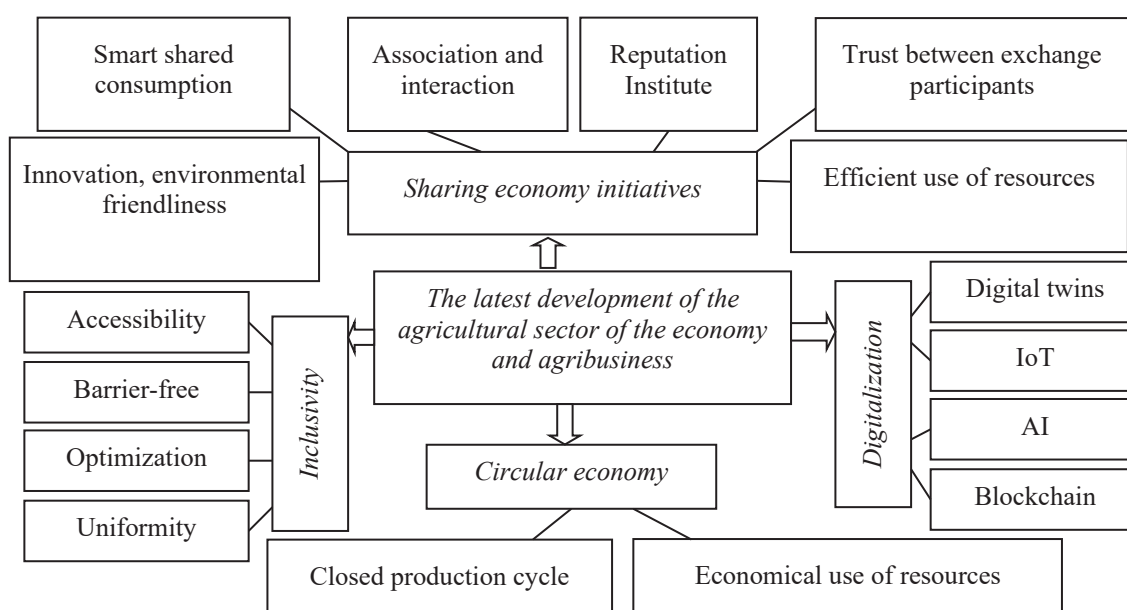 Smart shared
consumption
Association and
interaction
Reputation
Institute
Trust between exchange
participants
Innovation, environmental
friendliness
Sharing economy initiatives
Efficient use of resources
The latest development of the
agricultural sector of the economy
and agribusiness
Accessibility
Barrier-free
Optimization
Uniformity
Inclusivity
Digitalization
Digital twins
IoT
AI
Blockchain
Circular economy
Closed production cycle
Economical use of resources